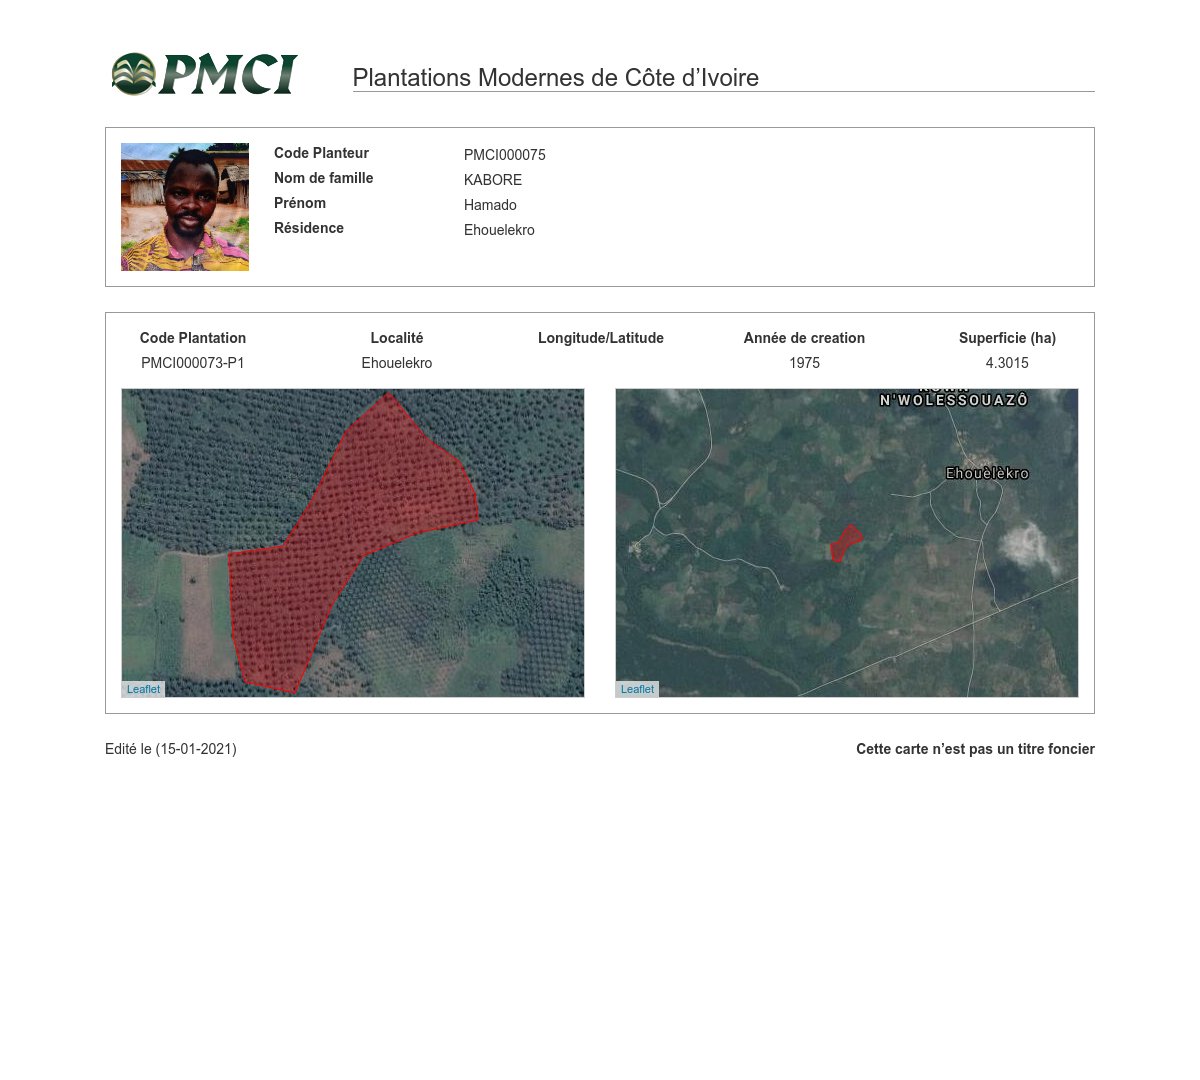 PMCI
Plantations Modernes de Côte d’Ivoire
Code Planteur PMCI000075
Nom de famille KABORE
Prénom Hamado
Résidence Ehouelekro
Code Plantation Localité Longitude/Latitude Année de creation Superficie (ha)
PMCI000073-P1 Ehouelekro 1975 4.3015
N'WOLESSOUAZÔ
Ehouèlèkro
Leaflet
Leaflet
Edité le (15-01-2021)
Cette carte n’est pas un titre foncier